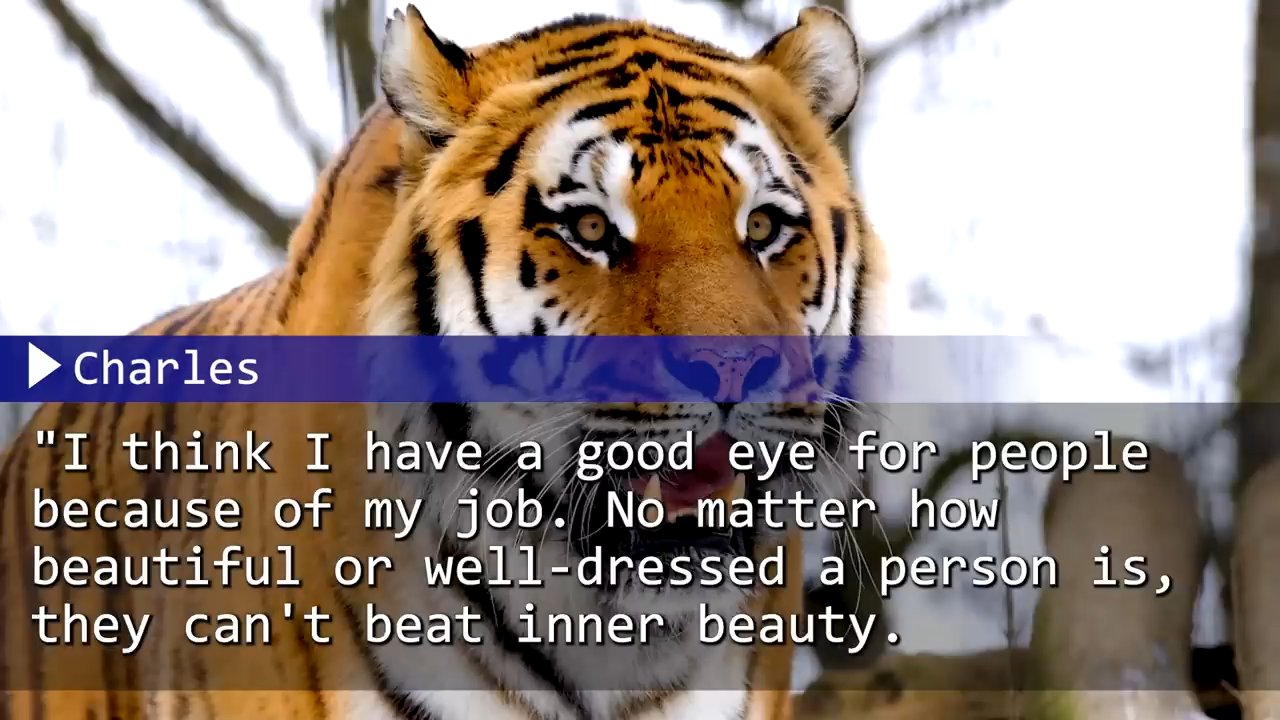 Charles
"I think I have a good eye for people
because of my job. No matter how
beautiful or well-dressed a person is,
they can't beat inner beauty.